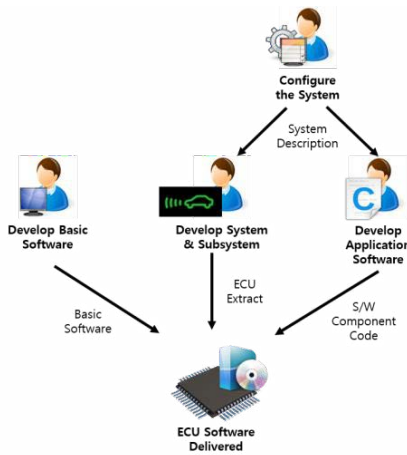 Configure
the System
System
Description
Develop Basic
Software
Develop System
& Subsystem
C
Develop
Application
Software
Basic
Software
ECU
Extract
S/W
Component
Code
ECU Software
Delivered